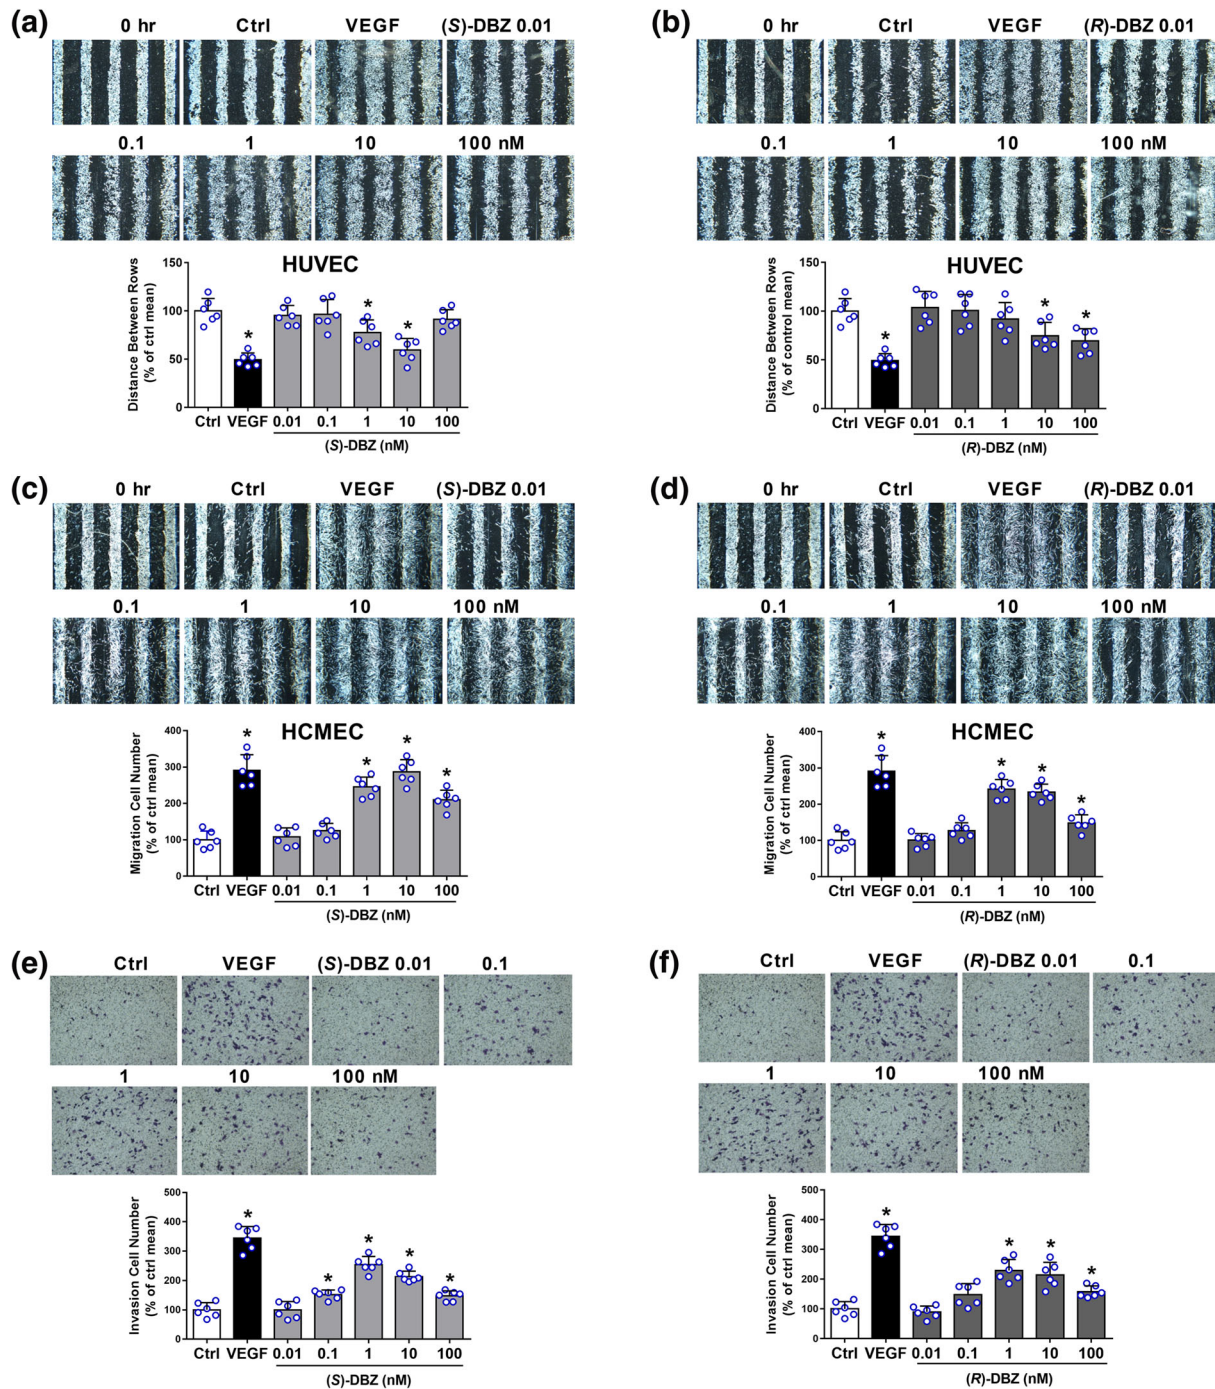 (a)
0 hr Ctrl VEGF (S)-DBZ 0.01
0.1 1 10 100 nM
HUVEC
Distance Between Rows
(% of ctrl mean)
150
100
50
0
* * *
Ctrl VEGF 0.01 0.1 1 10 100
(S)-DBZ (nM)
(b)
0 hr Ctrl VEGF (R)-DBZ 0.01
0.1 1 10 100 nM
HUVEC
Distance Between Rows
(% of control mean)
150
100
50
0
* * *
Ctrl VEGF 0.01 0.1 1 10 100
(R)-DBZ (nM)
(c)
0 hr Ctrl VEGF (S)-DBZ 0.01
0.1 1 10 100 nM
HCMEC
Migration Cell Number
(% of ctrl mean)
400
300
200
100
0
* * * *
Ctrl VEGF 0.01 0.1 1 10 100
(S)-DBZ (nM)
(d)
0 hr Ctrl VEGF (R)-DBZ 0.01
0.1 1 10 100 nM
HCMEC
Migration Cell Number
(% of ctrl mean)
400
300
200
100
0
* * * *
Ctrl VEGF 0.01 0.1 1 10 100
(R)-DBZ (nM)
(e)
Ctrl VEGF (S)-DBZ 0.01 0.1
1 10 100 nM
Invasion Cell Number
(% of ctrl mean)
500
400
300
200
100
0
* * * * *
Ctrl VEGF 0.01 0.1 1 10 100
(S)-DBZ (nM)
(f)
Ctrl VEGF (R)-DBZ 0.01 0.1
1 10 100 nM
Invasion Cell Number
(% of ctrl mean)
500
400
300
200
100
0
* * * *
Ctrl VEGF 0.01 0.1 1 10 100
(R)-DBZ (nM)